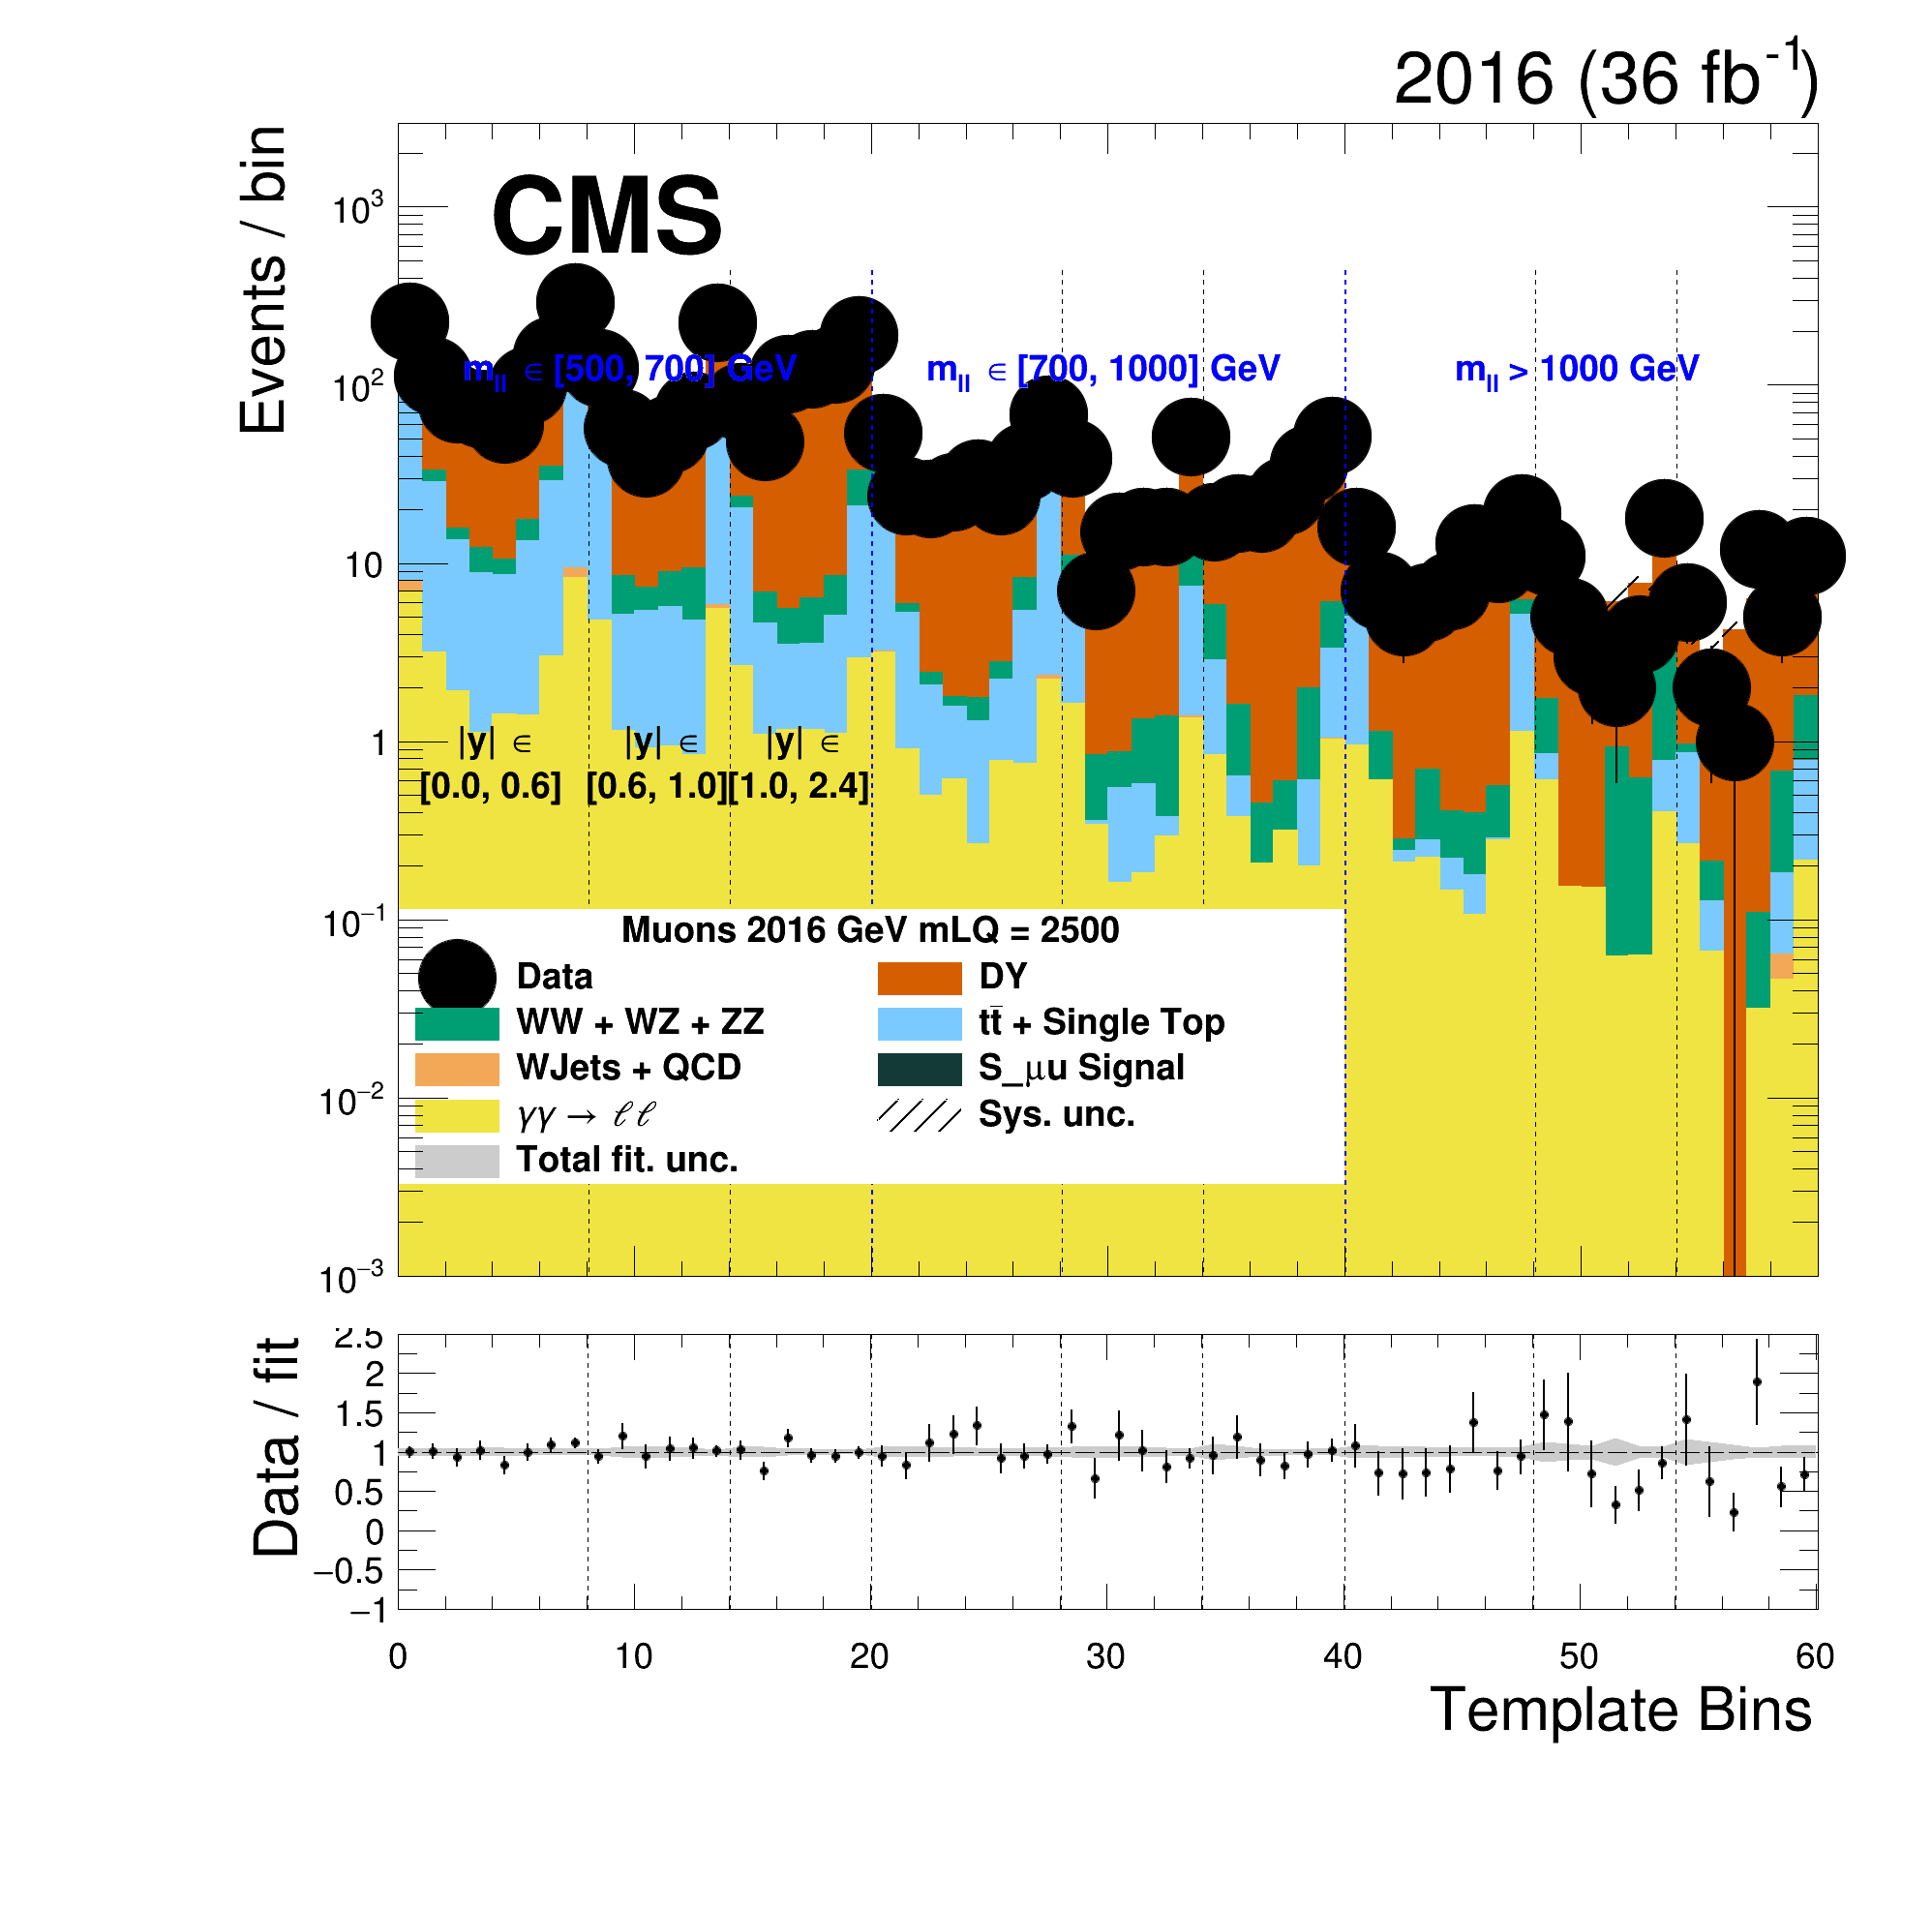 2016 (36 fb⁻¹)
Events / bin
CMS
10³
10²
10
1
10⁻¹
10⁻²
10⁻³
m_ll ∈ [500, 700] GeV
m_ll ∈ [700, 1000] GeV
m_ll > 1000 GeV
|y| ∈ [0.0, 0.6]
|y| ∈ [0.6, 1.0]
|y| ∈ [1.0, 2.4]
Muons 2016 GeV mLQ = 2500
Data
DY
WW + WZ + ZZ
tt̄ + Single Top
WJets + QCD
S_μu Signal
γγ → ℓℓ
Sys. unc.
Total fit. unc.
Data / fit
2.5
2
1.5
1
0.5
0
−0.5
−1
0 10 20 30 40 50 60
Template Bins